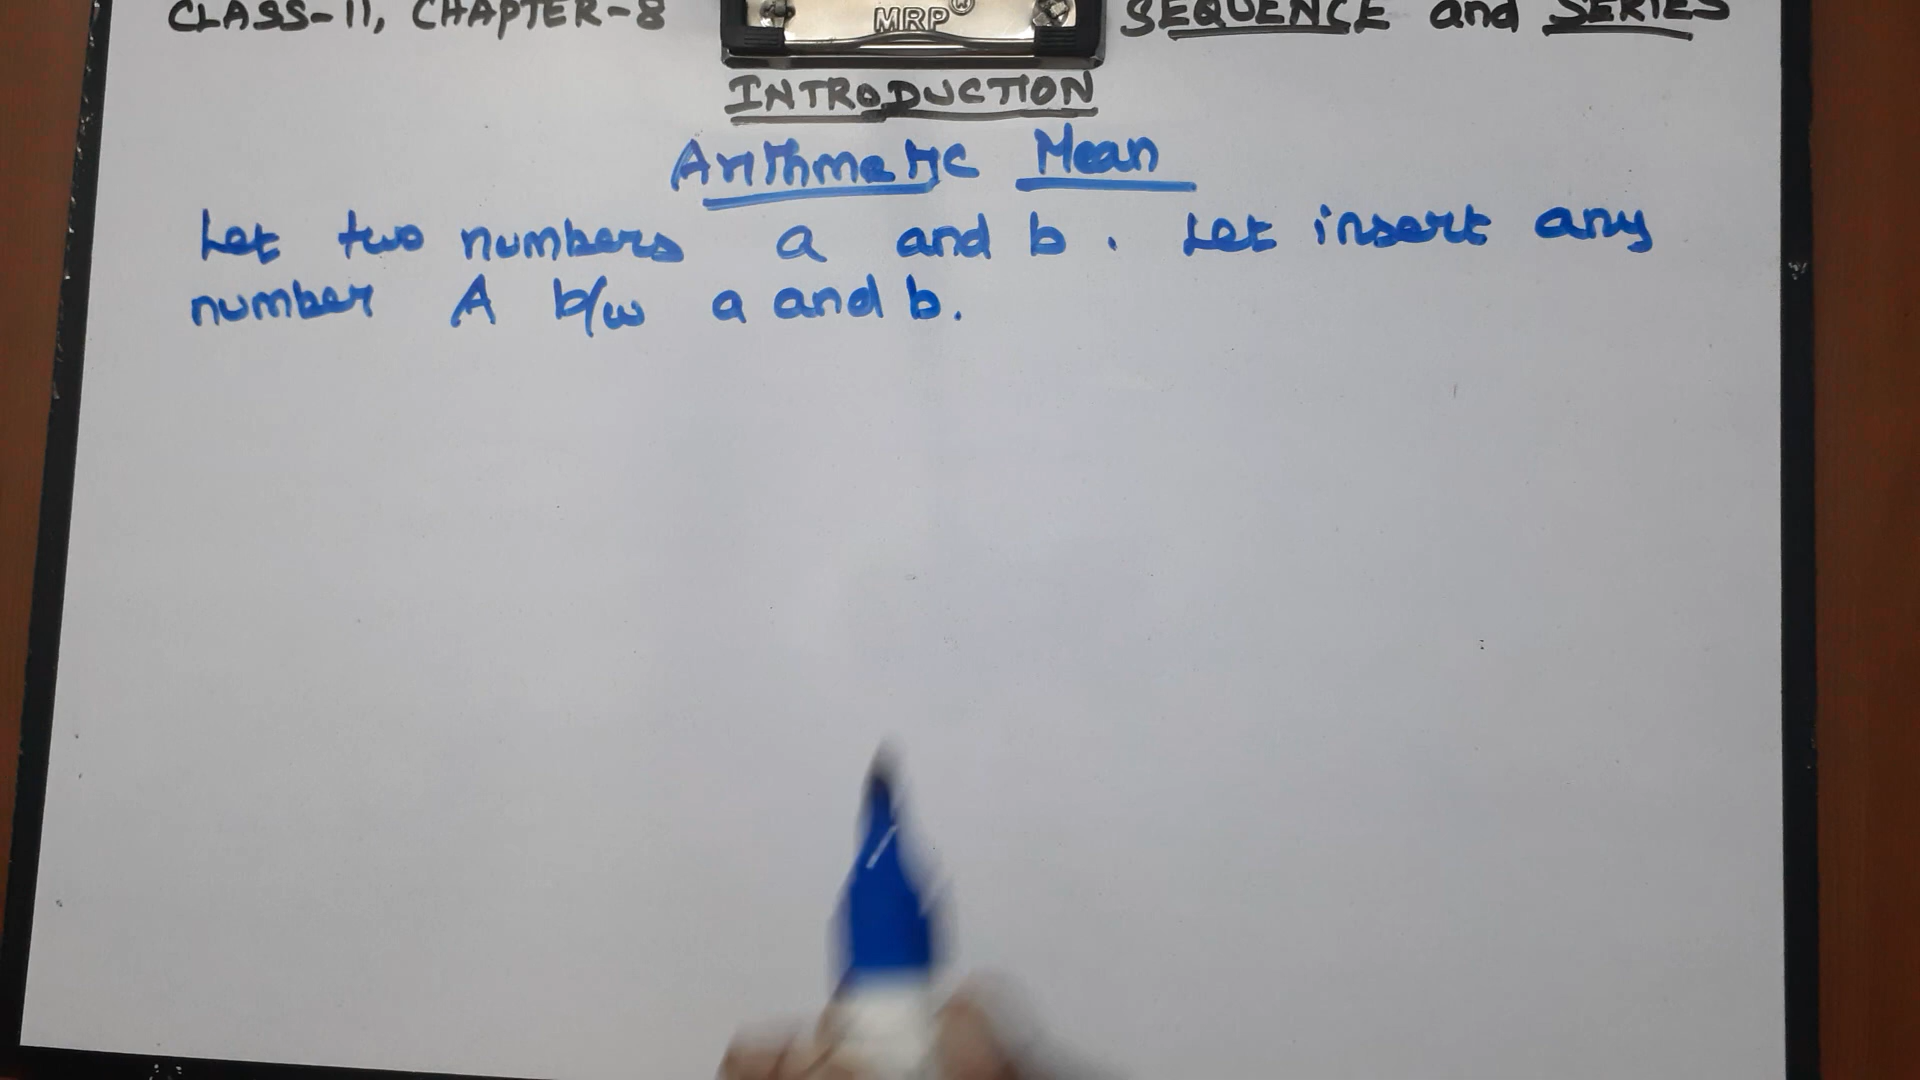 CLASS-11, CHAPTER-8 MRP SEQUENCE and SERIES
INTRODUCTION
Arithmetic Mean
Let two numbers a and b. Let insert any
number A b/w a and b.